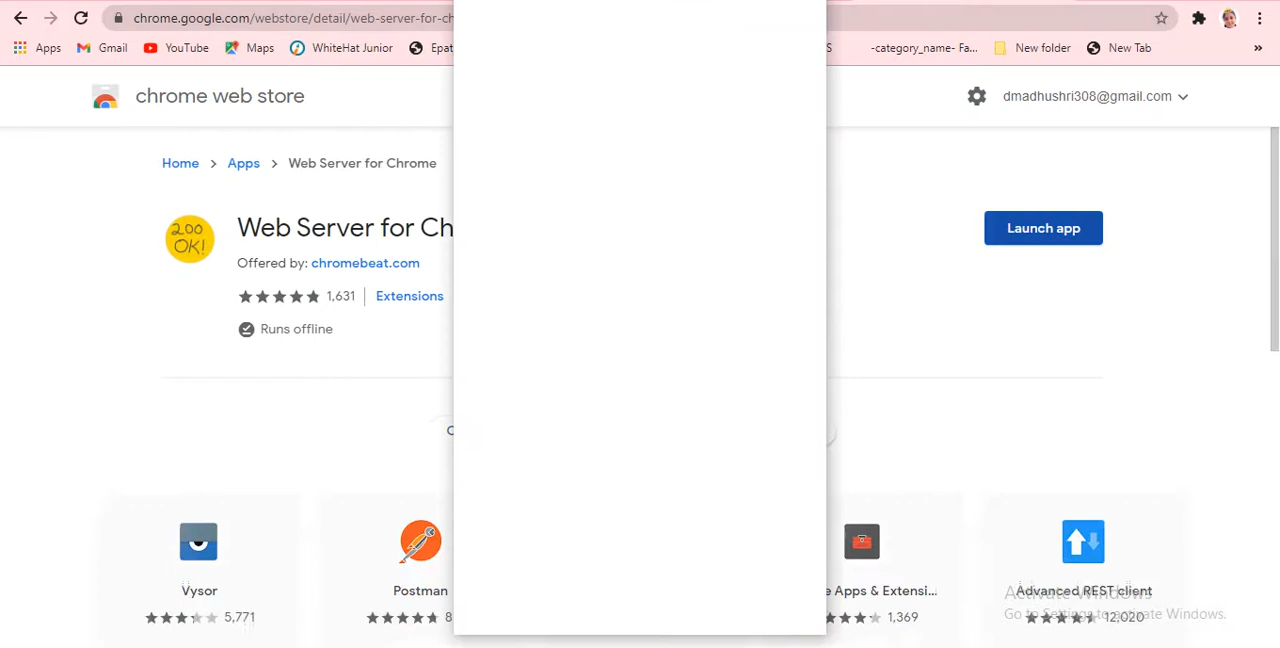 chrome.google.com/webstore/detail/web-server-for-ch
Apps Gmail YouTube Maps WhiteHat Junior Epat S -category_name- Fa... New folder New Tab »
chrome web store dmadhushri308@gmail.com
Home > Apps > Web Server for Chrome
200 OK!
Web Server for Ch
Launch app
Offered by: chromebeat.com
1,631 Extensions
Runs offline
Vysor Postman e Apps & Extensi... Advanced REST client
5,771 8 1,369 12,020
Activate Windows
Go to Settings to activate Windows.